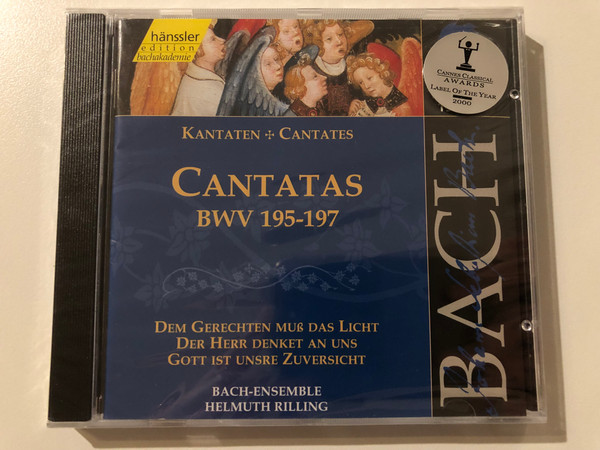 hänssler
edition
bachakademie
CANNES CLASSICAL
AWARDS
LABEL OF THE YEAR
2000
KANTATEN ✣ CANTATES
CANTATAS
BWV 195-197
DEM GERECHTEN MUß DAS LICHT
DER HERR DENKET AN UNS
GOTT IST UNSRE ZUVERSICHT
BACH-ENSEMBLE
HELMUTH RILLING
BACH